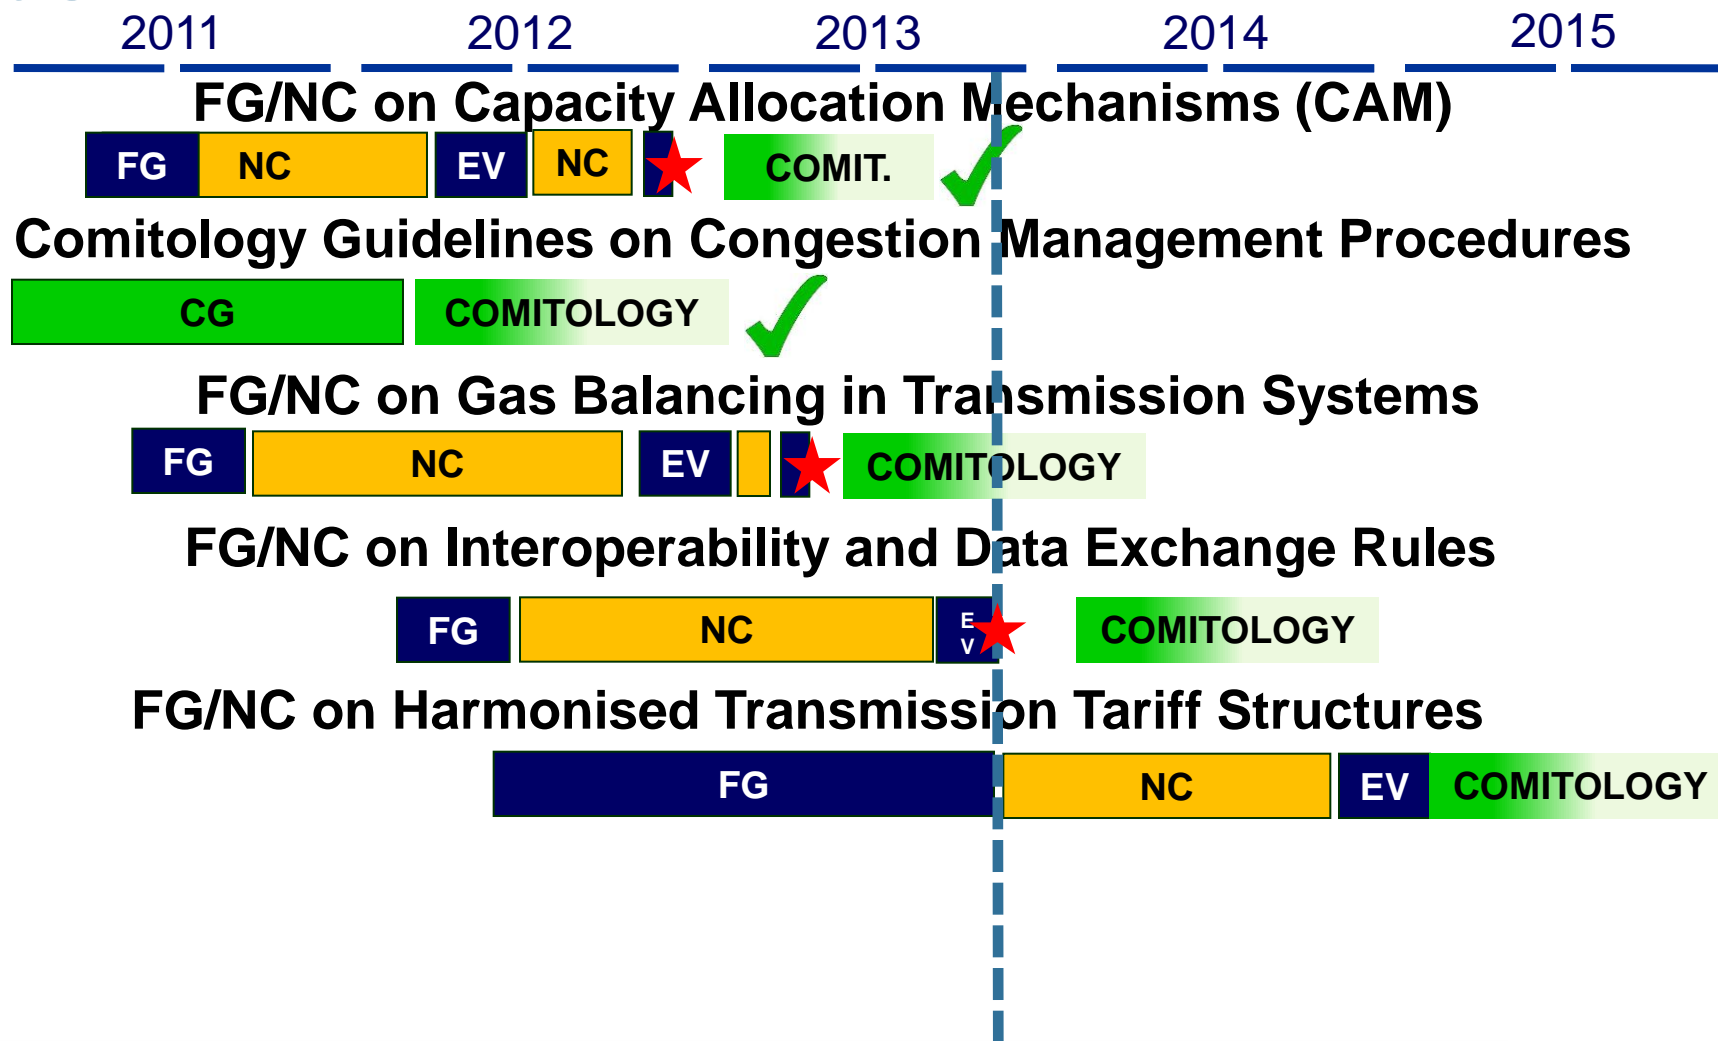 2011 2012 2013 2014 2015
FG/NC on Capacity Allocation Mechanisms (CAM)
FG NC EV NC COMIT.
Comitology Guidelines on Congestion Management Procedures
CG COMITOLOGY
FG/NC on Gas Balancing in Transmission Systems
FG NC EV COMITOLOGY
FG/NC on Interoperability and Data Exchange Rules
FG NC E
V COMITOLOGY
FG/NC on Harmonised Transmission Tariff Structures
FG NC EV COMITOLOGY